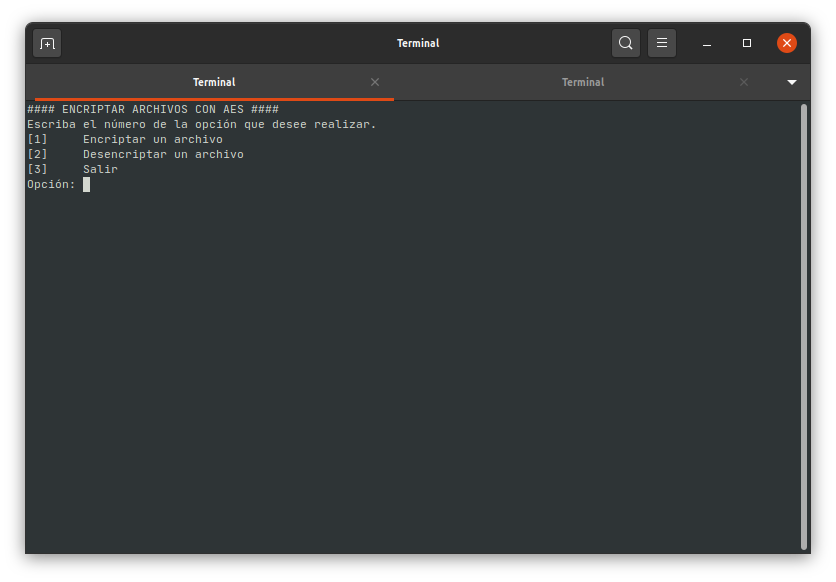 Terminal
Terminal Terminal
#### ENCRIPTAR ARCHIVOS CON AES ####
Escriba el número de la opción que desee realizar.
[1] Encriptar un archivo
[2] Desencriptar un archivo
[3] Salir
Opción: